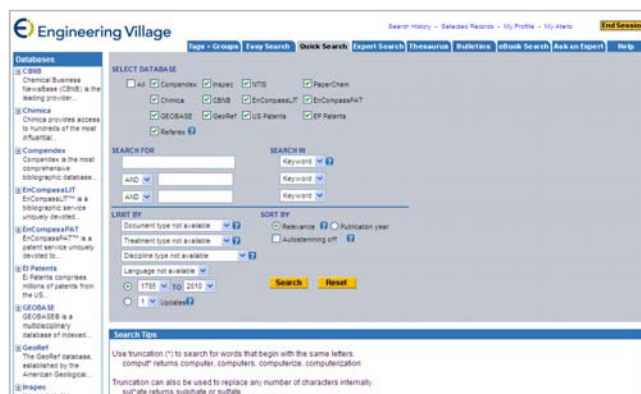 Engineering Village
Search History - Selected Records - My Profile - My Alerts
End Session
Tags + Groups Easy Search Quick Search Expert Search Thesaurus Bulletins eBook Search Ask an Expert Help
Databases
CBNB
Chemical Business
NewsBase (CBNB) is the
leading provider...
Chimica
Chimica provides access
to hundreds of the most
influential...
Compendex
Compendex is the most
comprehensive
bibliographic database...
EnCompassLIT
EnCompassLIT™ is a
bibliographic service
uniquely devoted...
EnCompassPAT
EnCompassPAT™ is a
patent service uniquely
devoted to...
EI Patents
Ei Patents comprises
millions of patents from
the US...
GEOBASE
GEOBASE® is a
multidisciplinary
database of indexed...
GeoRef
The GeoRef database,
established by the
American Geological...
Inspec
SELECT DATABASE
All Compendex Inspec NTIS PaperChem
Chimica CBNB EnCompassLIT EnCompassPAT
GEOBASE GeoRef US Patents EP Patents
Referex
SEARCH FOR SEARCH IN
Keyword
AND Keyword
AND Keyword
LIMIT BY SORT BY
Document type not available Relevance Publication year
Treatment type not available Autostemming off
Discipline type not available
Language not available
TO 2010 Search Reset
1 Updates
Search Tips
Use truncation (*) to search for words that begin with the same letters.
comput* returns computer, computers, computerize, computerization
Truncation can also be used to replace any number of characters internally.
sul*ate returns sulphate or sulfate